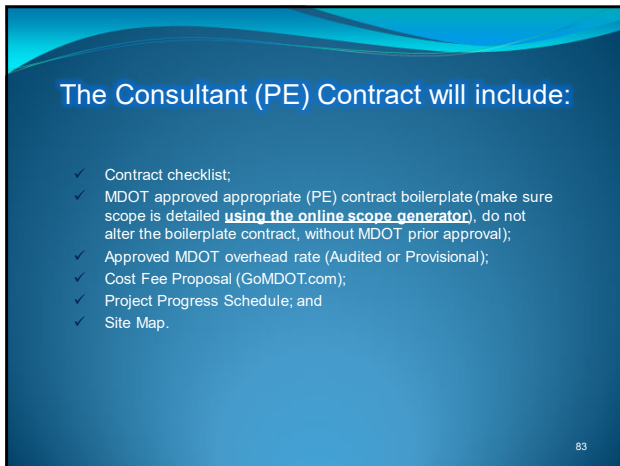 The Consultant (PE) Contract will include:
✓ Contract checklist;
✓ MDOT approved appropriate (PE) contract boilerplate (make sure
scope is detailed using the online scope generator), do not
alter the boilerplate contract, without MDOT prior approval);
✓ Approved MDOT overhead rate (Audited or Provisional);
✓ Cost Fee Proposal (GoMDOT.com);
✓ Project Progress Schedule; and
✓ Site Map.
83